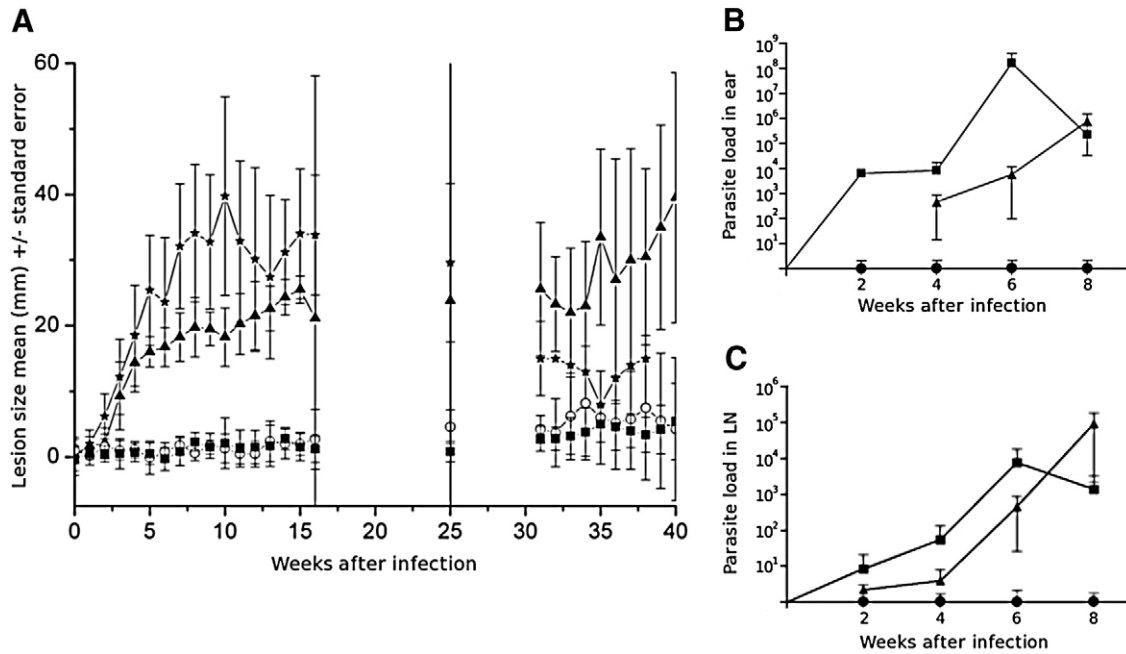 A
Lesion size mean (mm) +/- standard error
60
40
20
0
0 5 10 15 20 25 30 35 40
Weeks after infection
B
Parasite load in ear
10⁹
10⁸
10⁷
10⁶
10⁵
10⁴
10³
10²
10¹
2 4 6 8
Weeks after infection
C
Parasite load in LN
10⁶
10⁵
10⁴
10³
10²
10¹
2 4 6 8
Weeks after infection